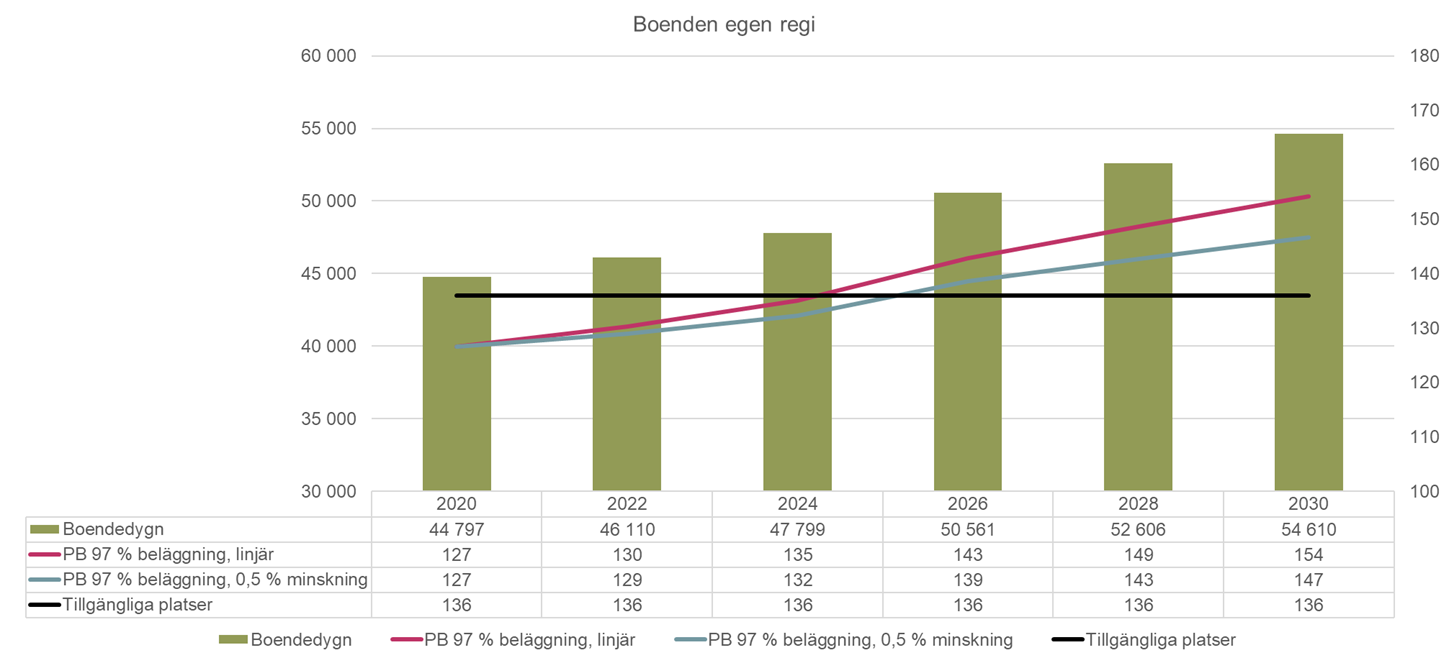 Boenden egen regi
60 000
55 000
50 000
45 000
40 000
35 000
30 000
180
170
160
150
140
130
120
110
100
2020 2022 2024 2026 2028 2030
Boendedygn 44 797 46 110 47 799 50 561 52 606 54 610
PB 97 % beläggning, linjär 127 130 135 143 149 154
PB 97 % beläggning, 0,5 % minskning 127 129 132 139 143 147
Tillgängliga platser 136 136 136 136 136 136
Boendedygn PB 97 % beläggning, linjär PB 97 % beläggning, 0,5 % minskning Tillgängliga platser